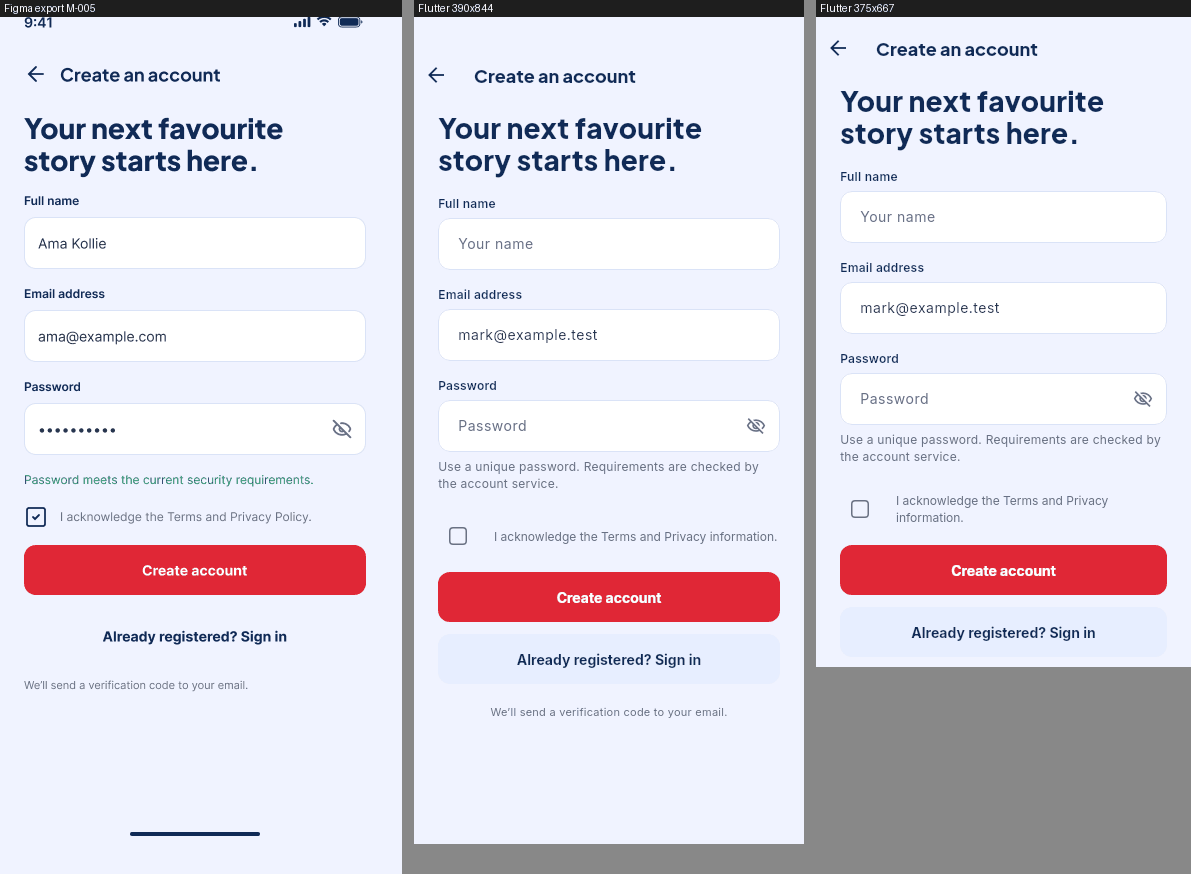 Figma export M-005
9:41
Create an account
Your next favourite
story starts here.
Full name
Ama Kollie
Email address
ama@example.com
Password
••••••••••
Password meets the current security requirements.
I acknowledge the Terms and Privacy Policy.
Create account
Already registered? Sign in
We'll send a verification code to your email.
Flutter 390x844
Create an account
Your next favourite
story starts here.
Full name
Your name
Email address
mark@example.test
Password
Password
Use a unique password. Requirements are checked by
the account service.
I acknowledge the Terms and Privacy information.
Create account
Already registered? Sign in
We'll send a verification code to your email.
Flutter 375x667
Create an account
Your next favourite
story starts here.
Full name
Your name
Email address
mark@example.test
Password
Password
Use a unique password. Requirements are checked by
the account service.
I acknowledge the Terms and Privacy
information.
Create account
Already registered? Sign in